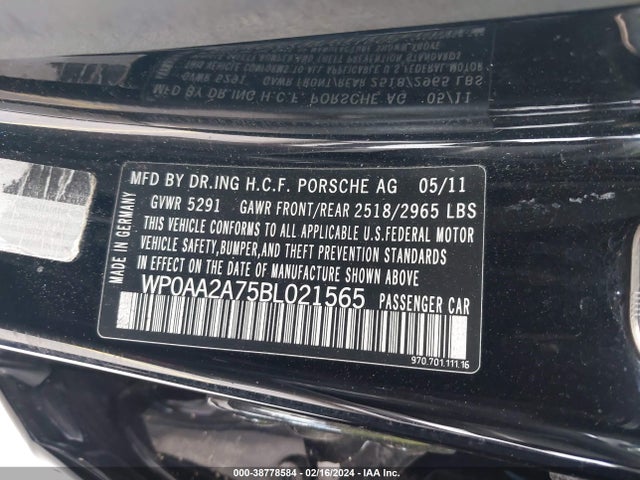 MFD BY DR.ING H.C.F. PORSCHE AG 05/11
GVWR 5291 GAWR FRONT/REAR 2518/2965 LBS
THIS VEHICLE CONFORMS TO ALL APPLICABLE U.S.FEDERAL MOTOR
VEHICLE SAFETY,BUMPER,AND THEFT PREVENTION STANDARDS
IN EFFECT ON THE DATE OF MANUFACTURE SHOWN ABOVE.
WP0AA2A75BL021565 PASSENGER CAR
MADE IN GERMANY
970.701.111.16
000-38778584 - 02/16/2024 - IAA Inc.